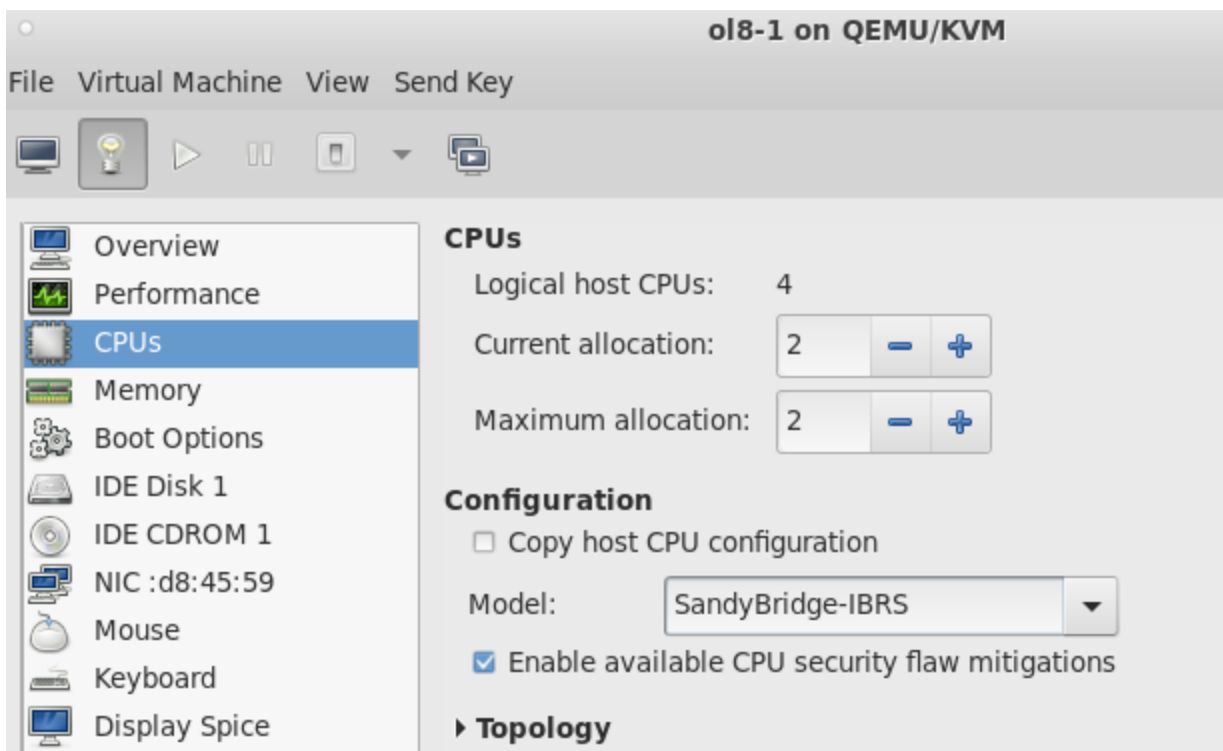 ol8-1 on QEMU/KVM
File Virtual Machine View Send Key
Overview
Performance
CPUs
Memory
Boot Options
IDE Disk 1
IDE CDROM 1
NIC :d8:45:59
Mouse
Keyboard
Display Spice
CPUs
Logical host CPUs: 4
Current allocation: 2
Maximum allocation: 2
Configuration
Copy host CPU configuration
Model: SandyBridge-IBRS
Enable available CPU security flaw mitigations
Topology